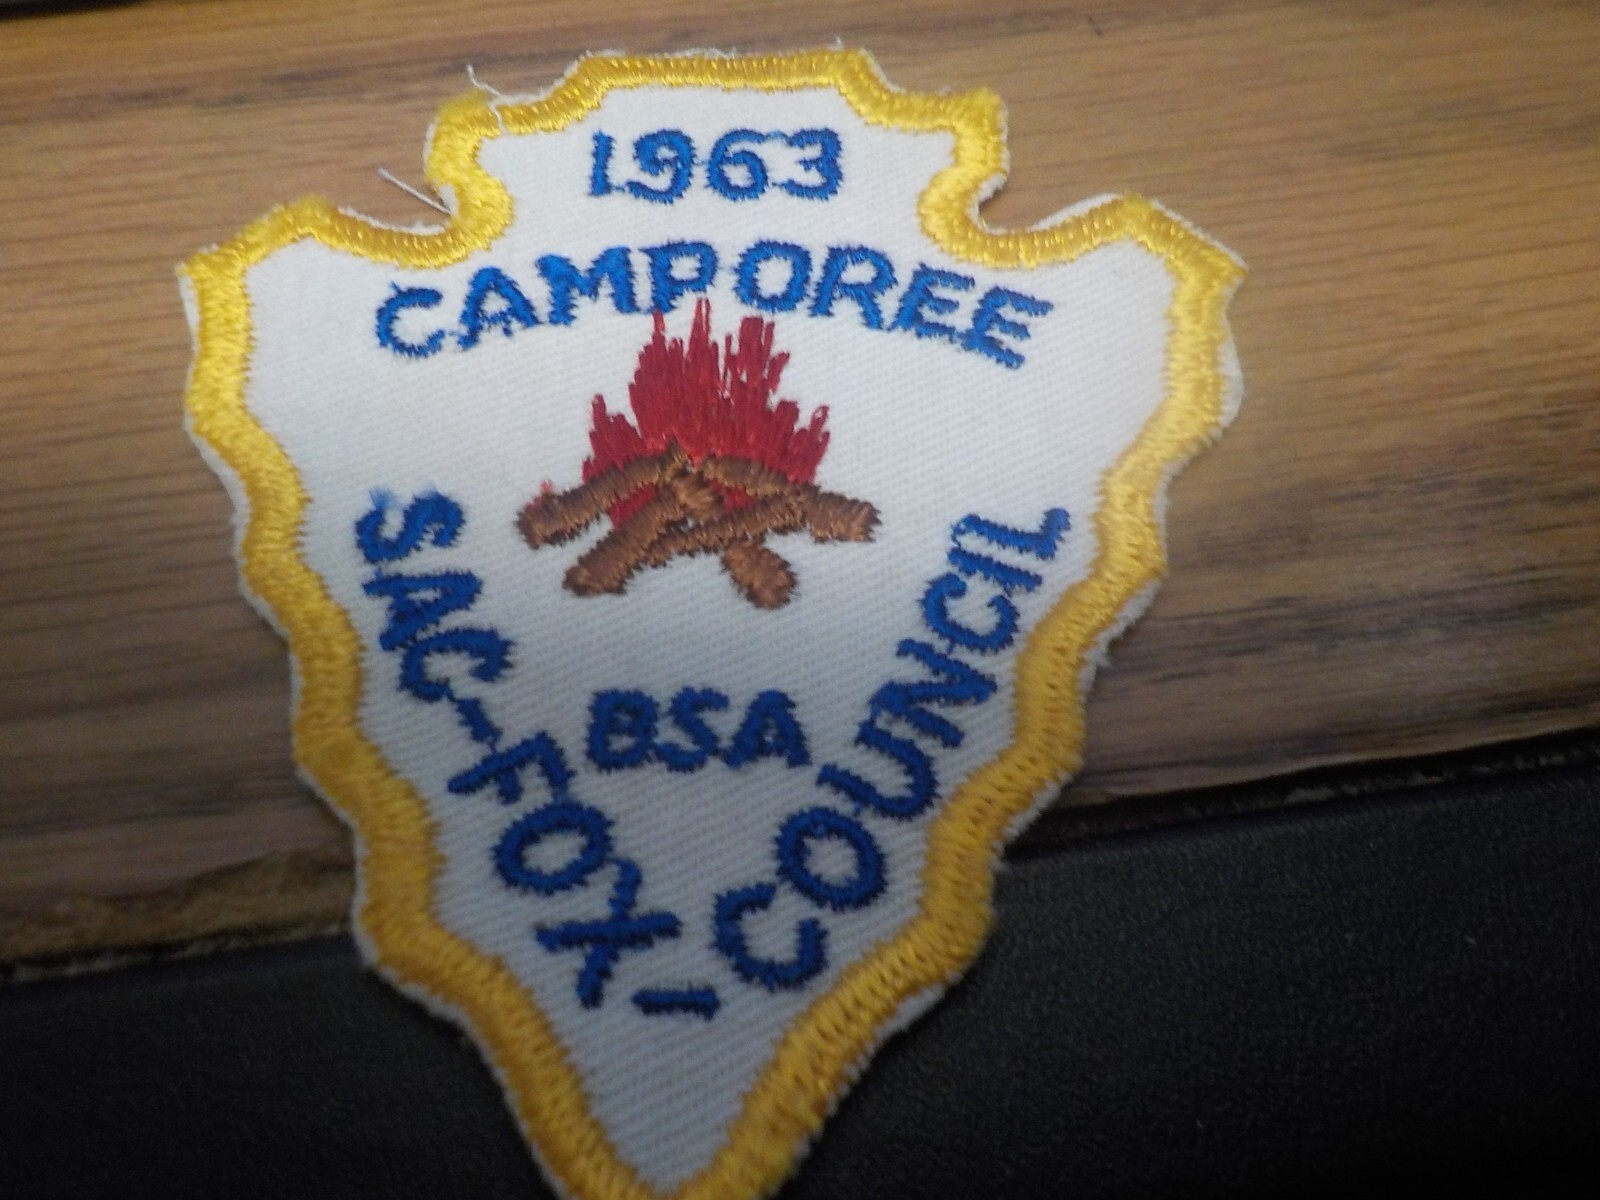 1963
CAMPOREE
BSA
SAC-FOX-COUNCIL